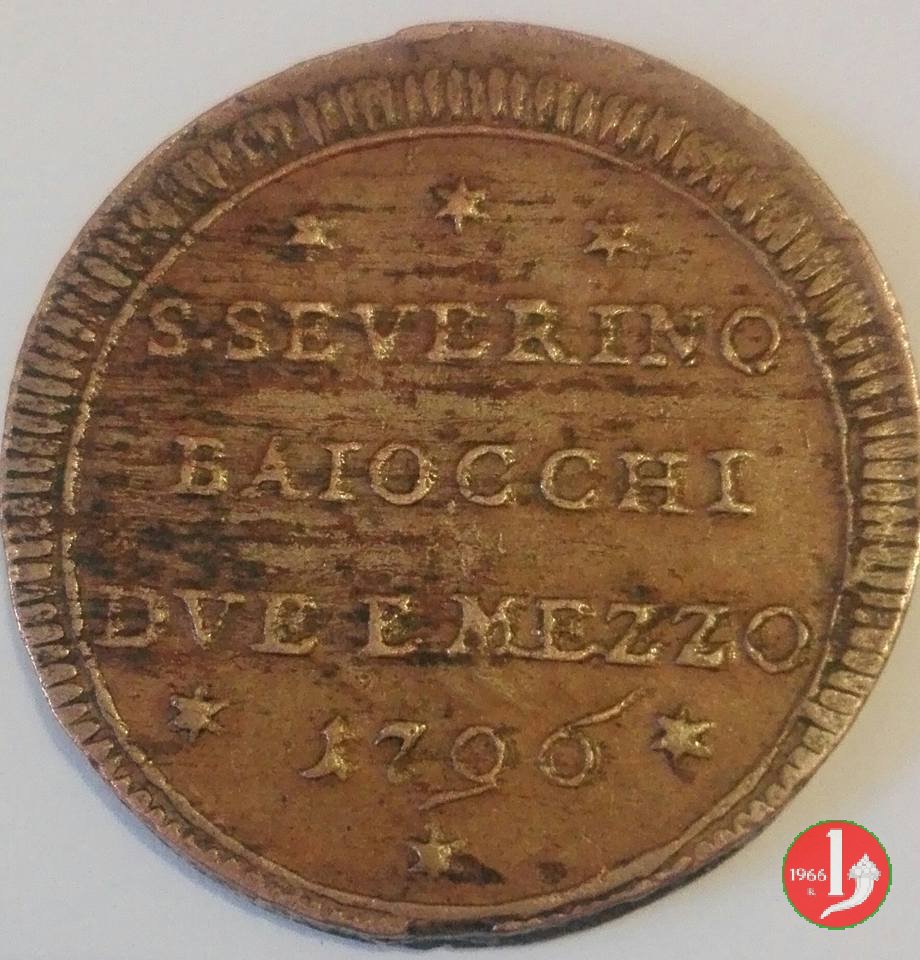 S. SEVERINO
BAIOCCHI
DVE E MEZZO
1796
1966
R.